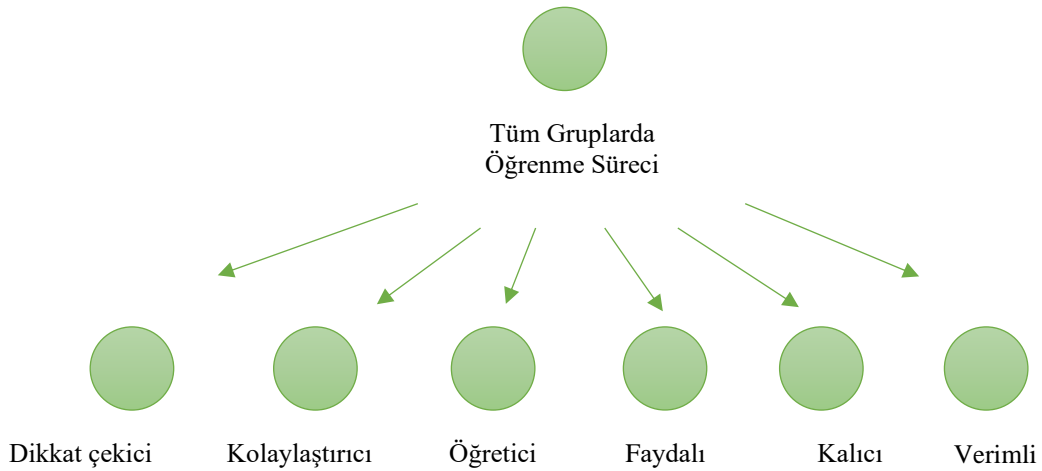 Tüm Gruplarda
Öğrenme Süreci
Dikkat çekici Kolaylaştırıcı Öğretici Faydalı Kalıcı Verimli